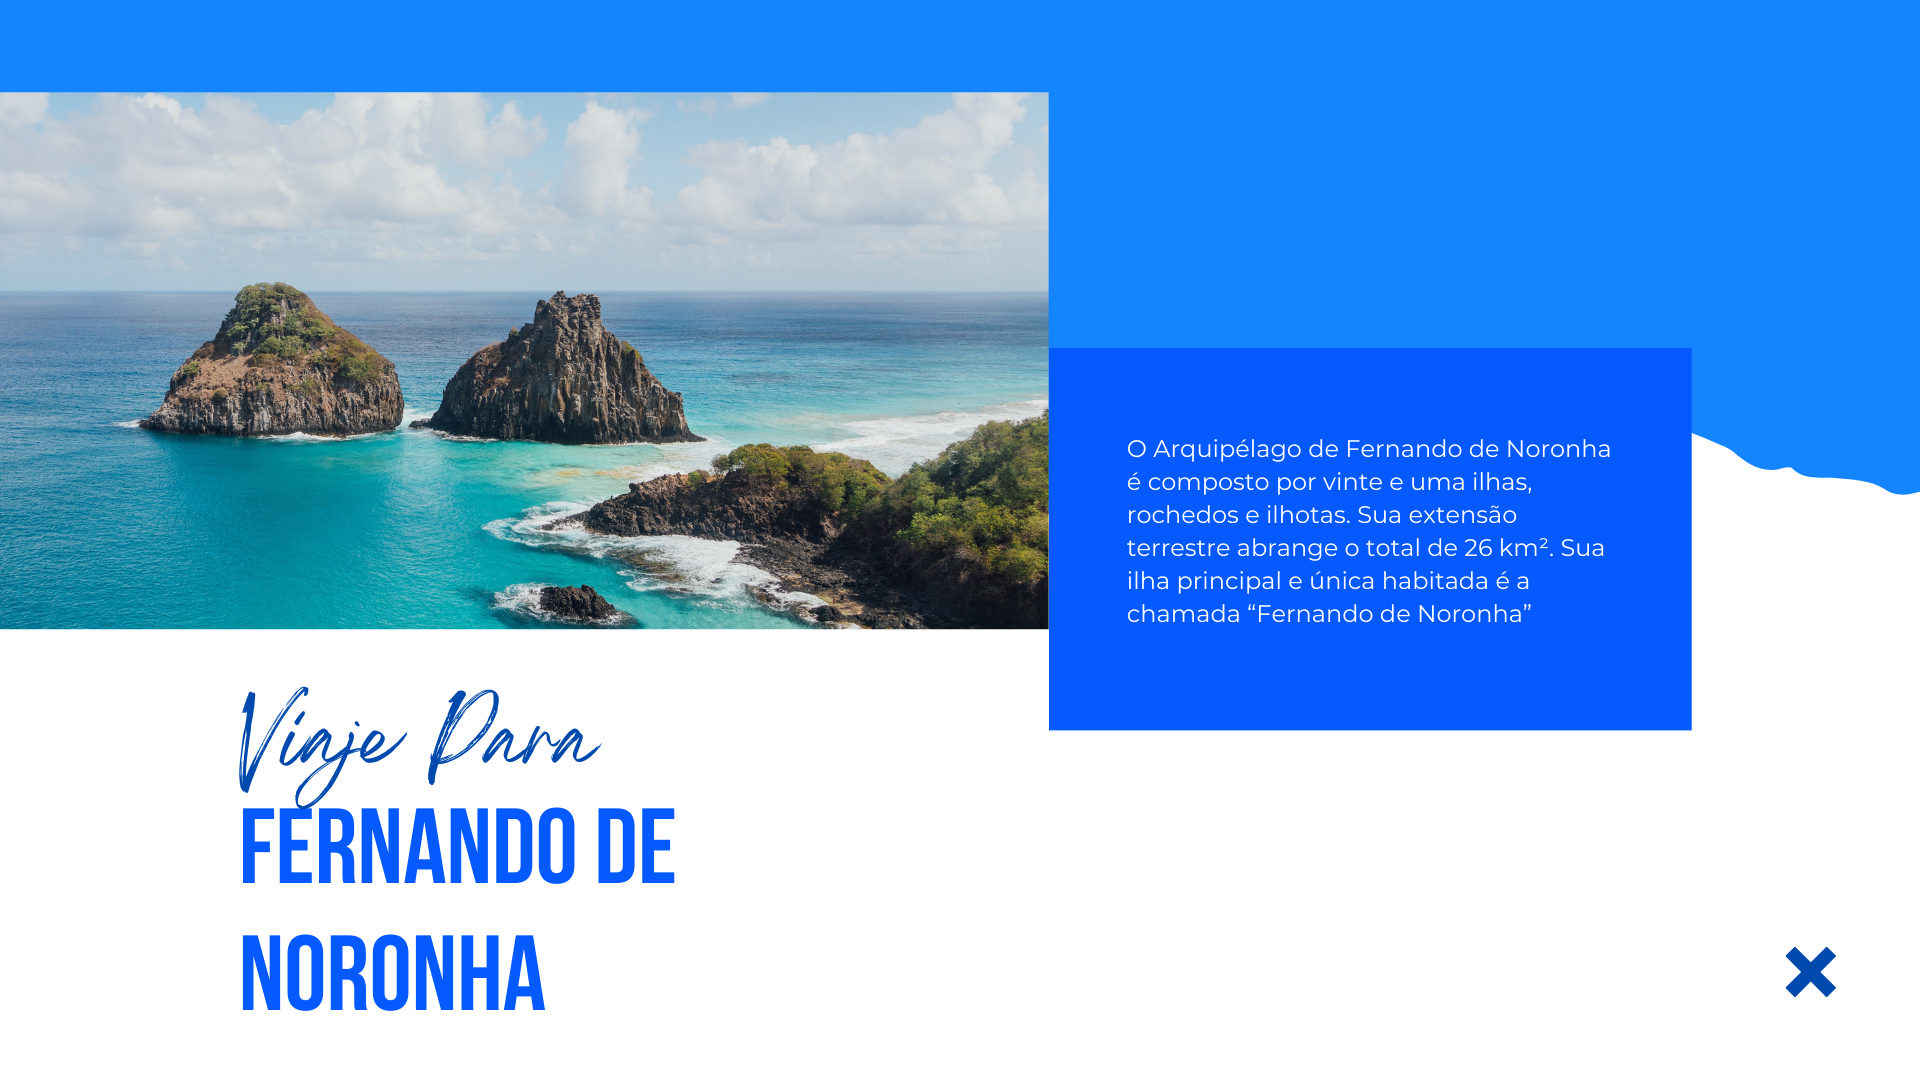 O Arquipélago de Fernando de Noronha
é composto por vinte e uma ilhas,
rochedos e ilhotas. Sua extensão
terrestre abrange o total de 26 km². Sua
ilha principal e única habitada é a
chamada “Fernando de Noronha”
Viaje Para
FERNANDO DE
NORONHA